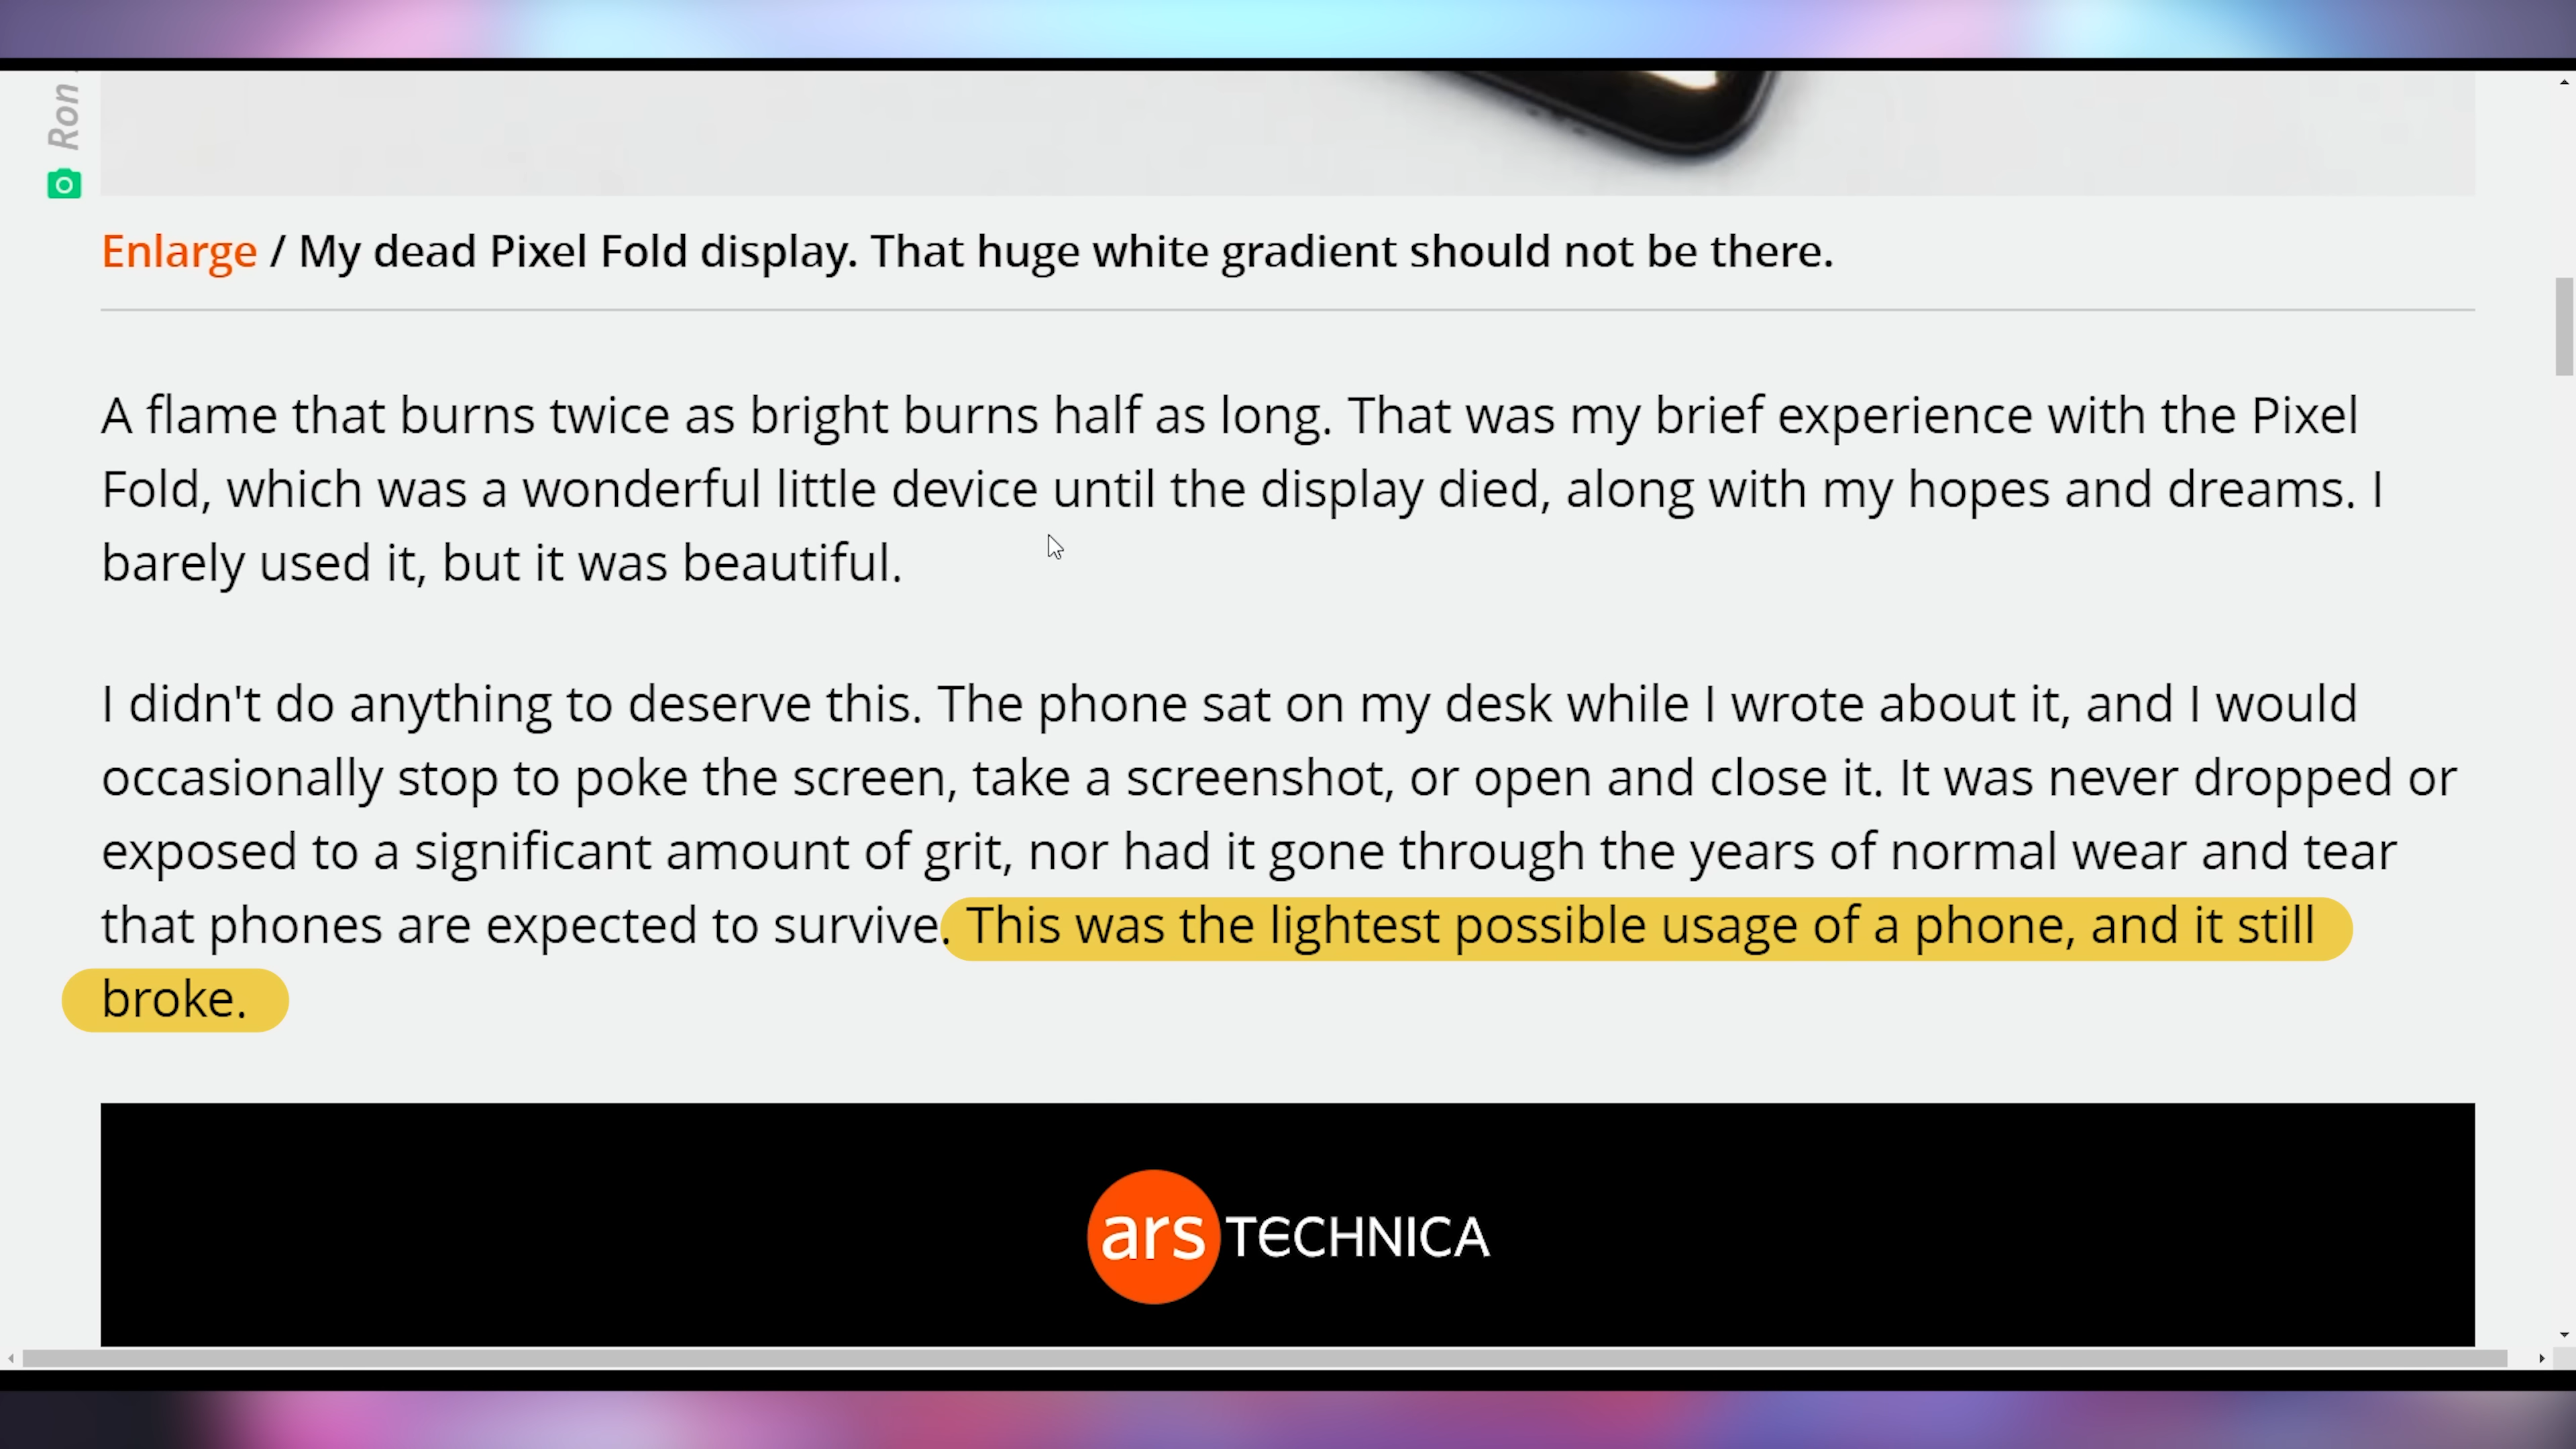 Ron
Enlarge / My dead Pixel Fold display. That huge white gradient should not be there.
A flame that burns twice as bright burns half as long. That was my brief experience with the Pixel
Fold, which was a wonderful little device until the display died, along with my hopes and dreams. I
barely used it, but it was beautiful.
I didn't do anything to deserve this. The phone sat on my desk while I wrote about it, and I would
occasionally stop to poke the screen, take a screenshot, or open and close it. It was never dropped or
exposed to a significant amount of grit, nor had it gone through the years of normal wear and tear
that phones are expected to survive. This was the lightest possible usage of a phone, and it still
broke.
ars TECHNICA